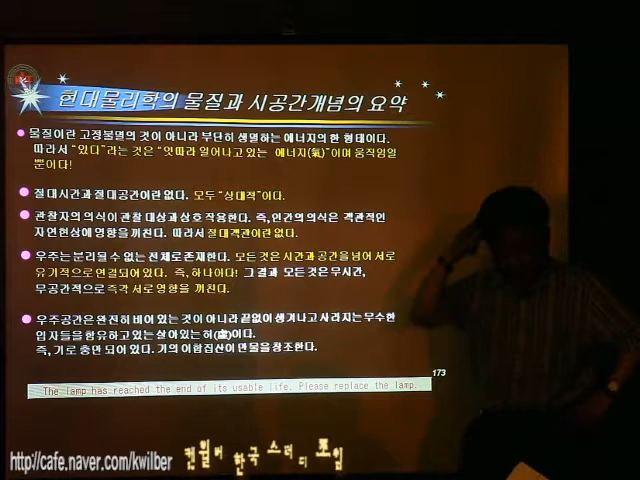 현대물리학의 물질과 시공간개념의 요약
물질이란 고정불멸의 것이 아니라 부단히 생멸하는 에너지의 한 형태이다.
따라서 "있다"라는 것은 "잇따라 일어나고 있는 에너지(氣)"이며 움직임일
뿐이다!
절대시간과 절대공간이란 없다. 모두 "상대적"이다.
관찰자의 의식이 관찰 대상과 상호 작용한다. 즉, 인간의 의식은 객관적인
자연현상에 영향을 끼친다. 따라서 절대객관이란 없다.
우주는 분리될 수 없는 전체로 존재한다. 모든 것은 시간과 공간을 넘어 서로
유기적으로 연결되어 있다. 즉, 하나이다! 그 결과 모든 것은 무시간,
무공간적으로 즉각 서로 영향을 끼친다.
우주공간은 완전히 비어 있는 것이 아니라 끝없이 생기고 사라지는 무수한
입자들을 함유하고 있는 살아있는 허(虛)이다.
즉, 기로 충만 되어 있다. 기의 이합집산이 만물을 창조한다.
173
The lamp has reached the end of its usable life. Please replace the lamp.
http://cafe.naver.com/kwilber 켄윌버 한국 스터디 모임